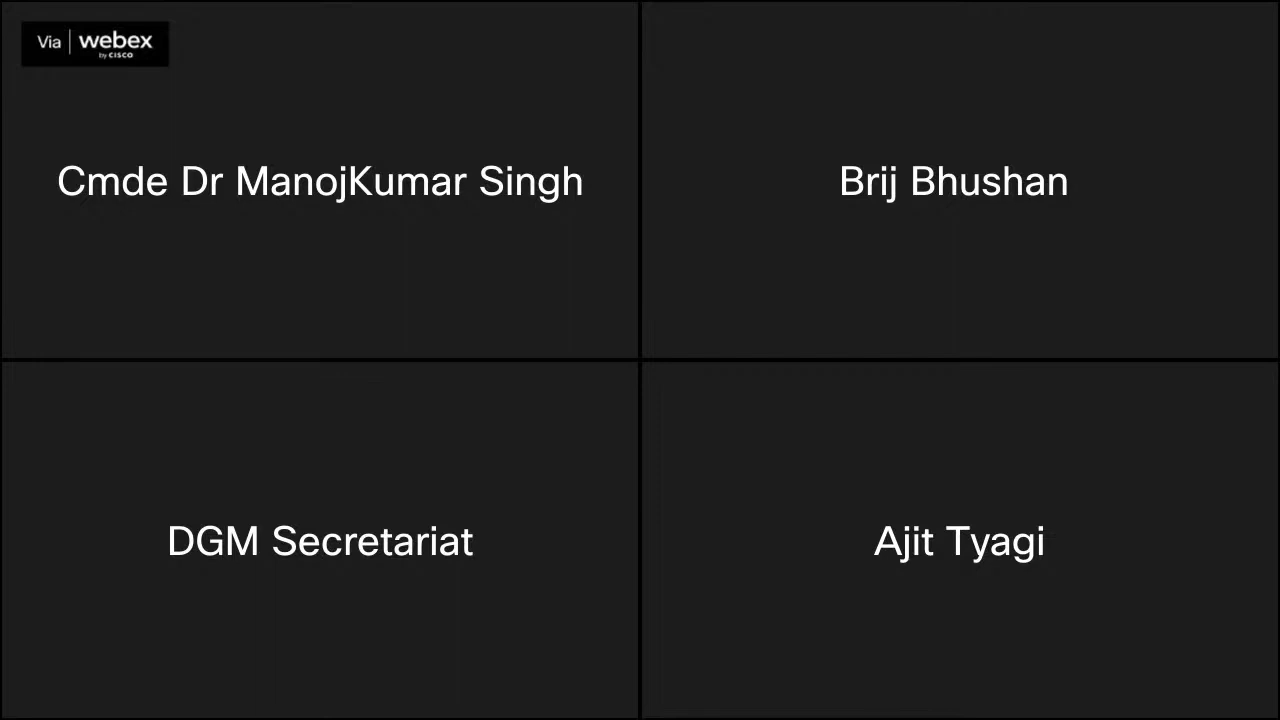 Via | webex
by CISCO
Cmde Dr ManojKumar Singh
Brij Bhushan
DGM Secretariat
Ajit Tyagi